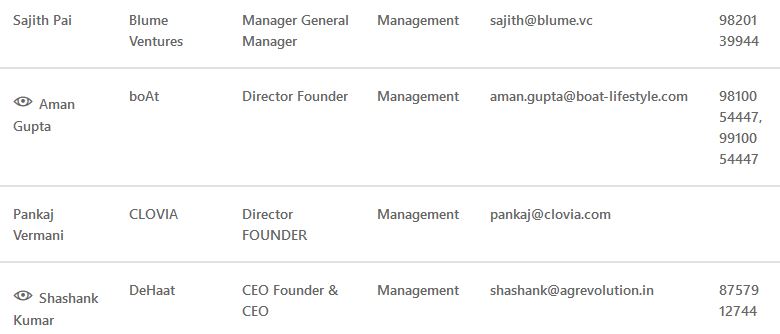 Sajith Pai Blume Manager General Management sajith@blume.vc 98201
Ventures Manager 39944
Aman boAt Director Founder Management aman.gupta@boat-lifestyle.com 98100
Gupta 54447,
99100
54447
Pankaj CLOVIA Director Management pankaj@clovia.com
Vermani FOUNDER
Shashank DeHaat CEO Founder & Management shashank@agrevolution.in 87579
Kumar CEO 12744